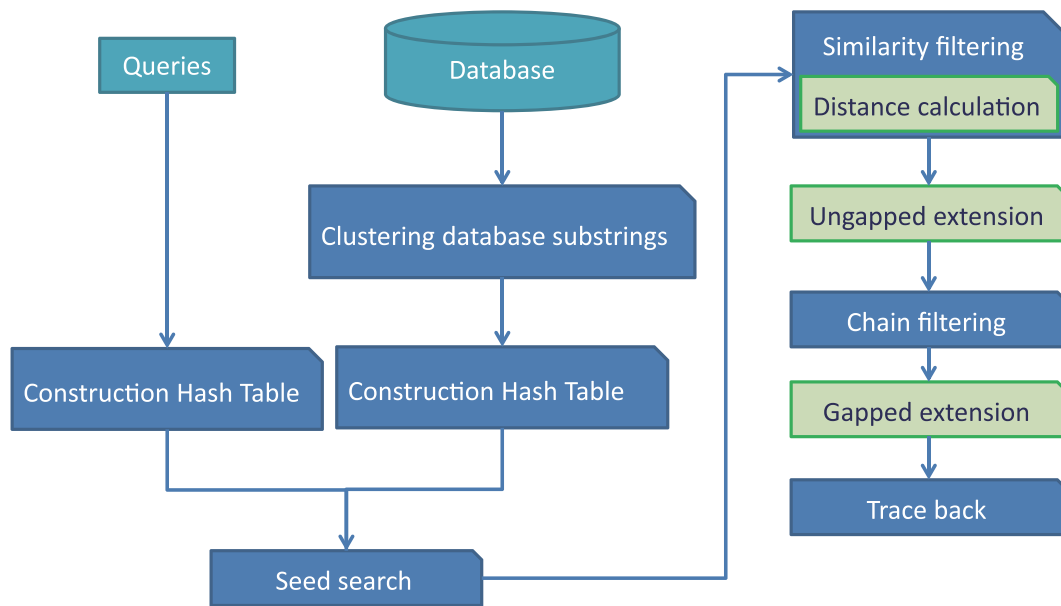 Queries
Database
Clustering database substrings
Construction Hash Table
Construction Hash Table
Seed search
Similarity filtering
Distance calculation
Ungapped extension
Chain filtering
Gapped extension
Trace back